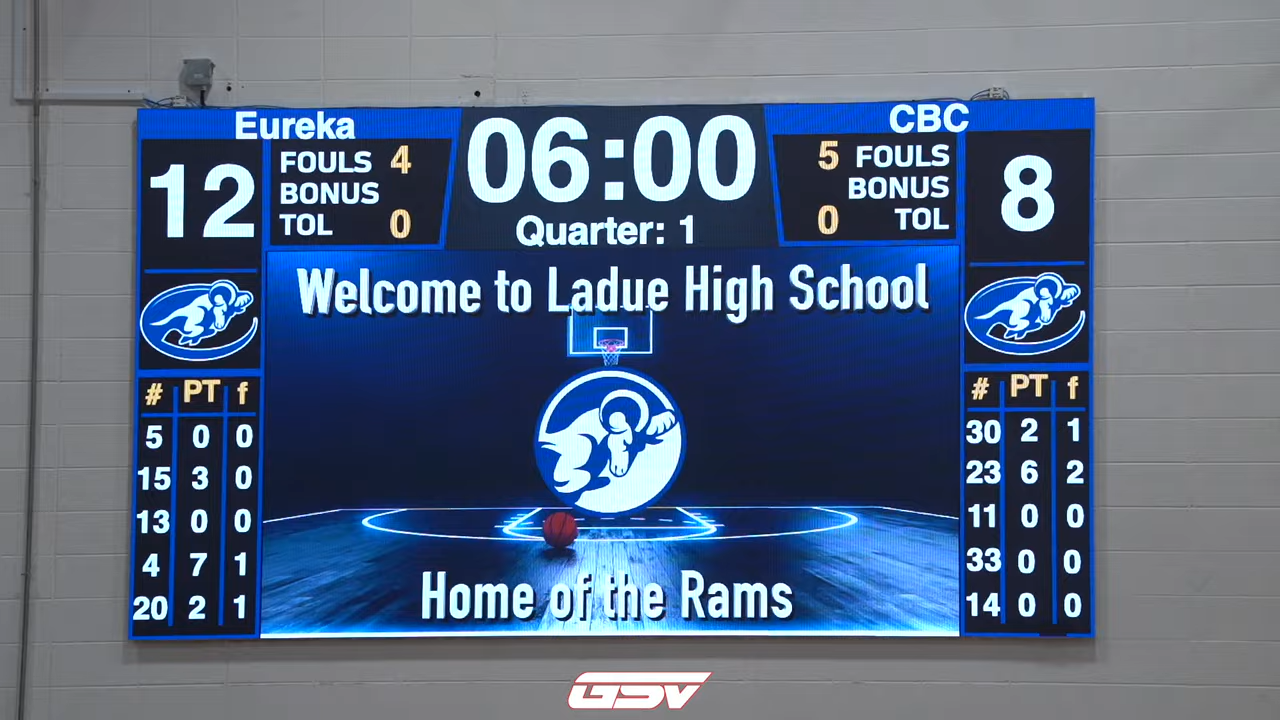 Eureka
12
FOULS 4
BONUS
TOL 0
06:00
Quarter: 1
CBC
5 FOULS
BONUS
0 TOL
8
Welcome to Ladue High School
Home of the Rams
# PT f
5 0 0
15 3 0
13 0 0
4 7 1
20 2 1
# PT f
30 2 1
23 6 2
11 0 0
33 0 0
14 0 0
GSV